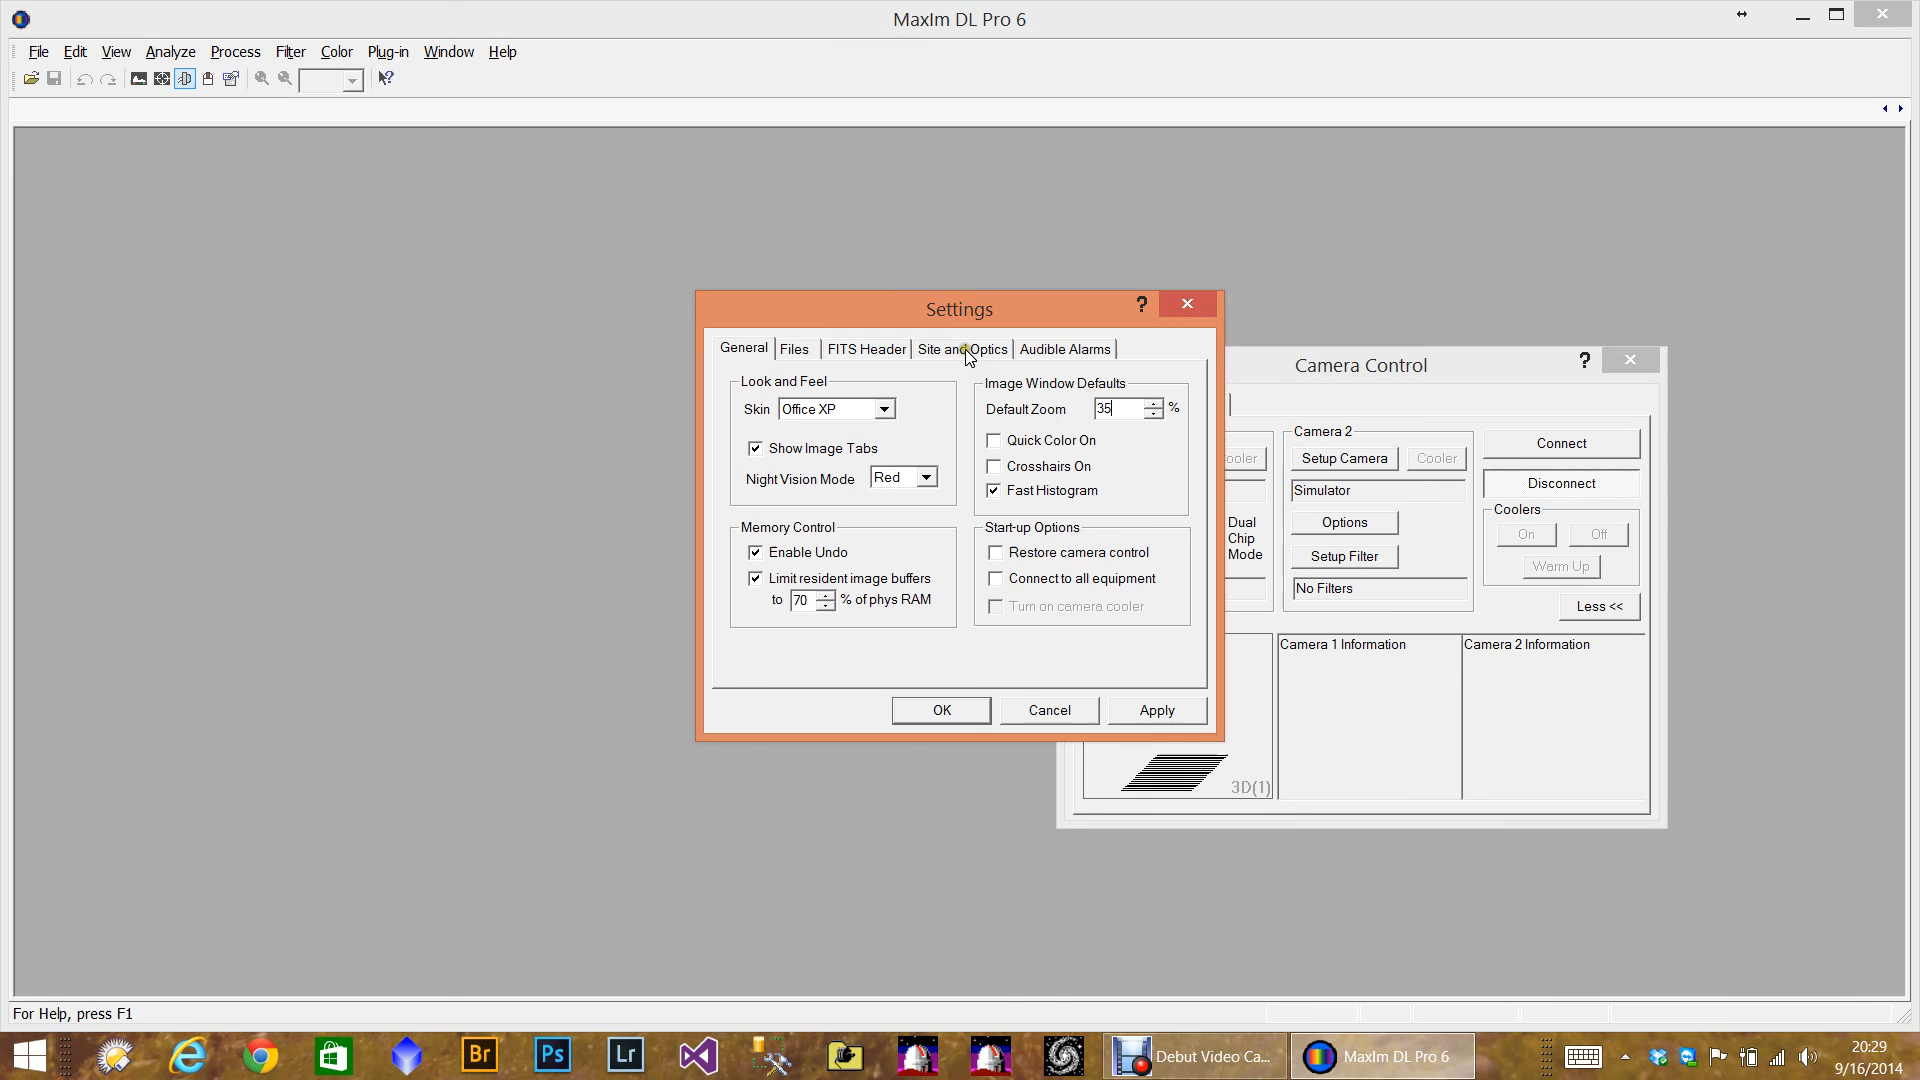 MaxIm DL Pro 6
File Edit View Analyze Process Filter Color Plug-in Window Help
Settings
General Files FITS Header Site and Optics Audible Alarms
Look and Feel
Skin Office XP
Show Image Tabs
Night Vision Mode Red
Image Window Defaults
Default Zoom 35 %
Quick Color On
Crosshairs On
Fast Histogram
Memory Control
Enable Undo
Limit resident image buffers
to 70 % of phys RAM
Start-up Options
Restore camera control
Connect to all equipment
Turn on camera cooler
OK Cancel Apply
Camera Control
Camera 2
Setup Camera Cooler
Simulator
Options
Setup Filter
No Filters
Dual
Chip
Mode
Connect
Disconnect
Coolers
On Off
Warm Up
Less <<
3D(1)
Camera 1 Information
Camera 2 Information
For Help, press F1
Br Ps Lr
Debut Video Ca...
MaxIm DL Pro 6
20:29
9/16/2014